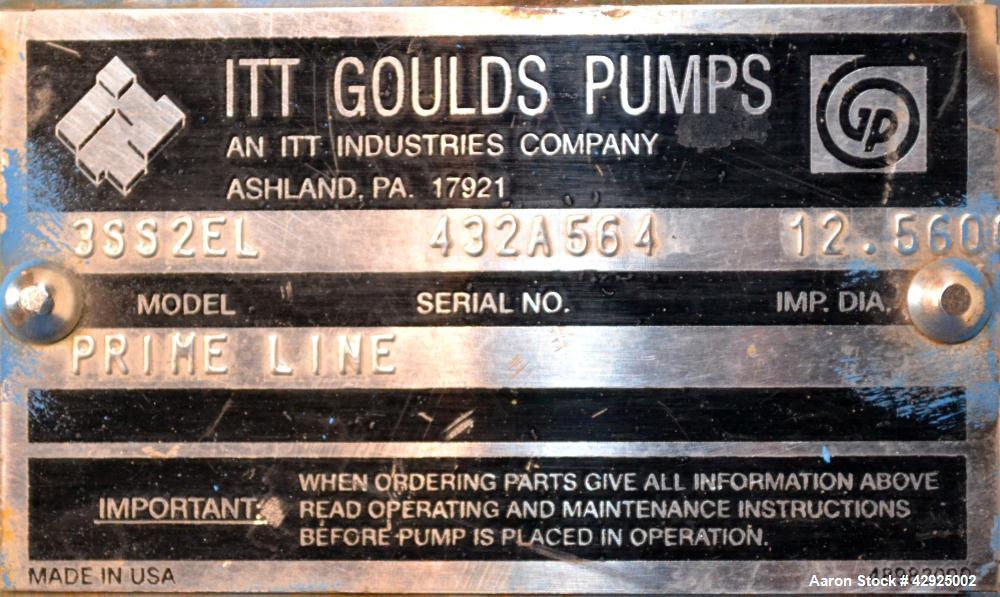 ITT GOULDS PUMPS
AN ITT INDUSTRIES COMPANY
ASHLAND, PA. 17921
GP
3SS2EL 432A564 12.5600
MODEL SERIAL NO. IMP. DIA.
PRIME LINE
IMPORTANT:
WHEN ORDERING PARTS GIVE ALL INFORMATION ABOVE
READ OPERATING AND MAINTENANCE INSTRUCTIONS
BEFORE PUMP IS PLACED IN OPERATION.
MADE IN USA
Aaron Stock # 42925002